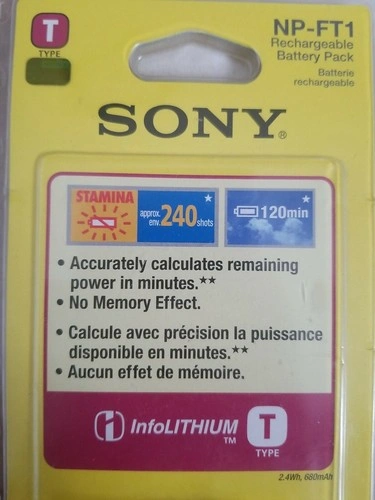 T
TYPE
NP-FT1
Rechargeable
Battery Pack
Batterie
rechargeable
SONY®
STAMINA
approx.
env. 240 shots
★
120min
★
• Accurately calculates remaining
power in minutes.★★
• No Memory Effect.
• Calcule avec précision la puissance
disponible en minutes.★★
• Aucun effet de mémoire.
InfoLITHIUM™
T
TYPE
2.4Wh, 680mAh